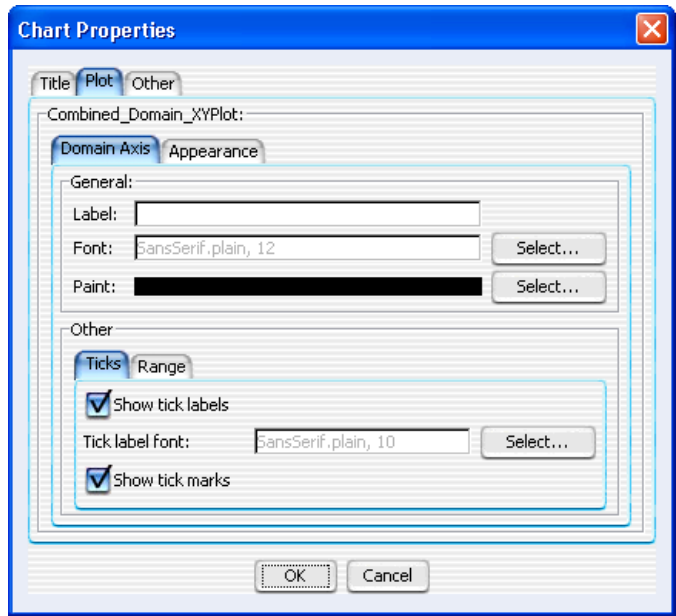 Chart Properties
Title Plot Other
Combined_Domain_XYPlot:
Domain Axis Appearance
General:
Label:
Font: SansSerif.plain, 12 Select...
Paint: Select...
Other
Ticks Range
Show tick labels
Tick label font: SansSerif.plain, 10 Select...
Show tick marks
OK Cancel